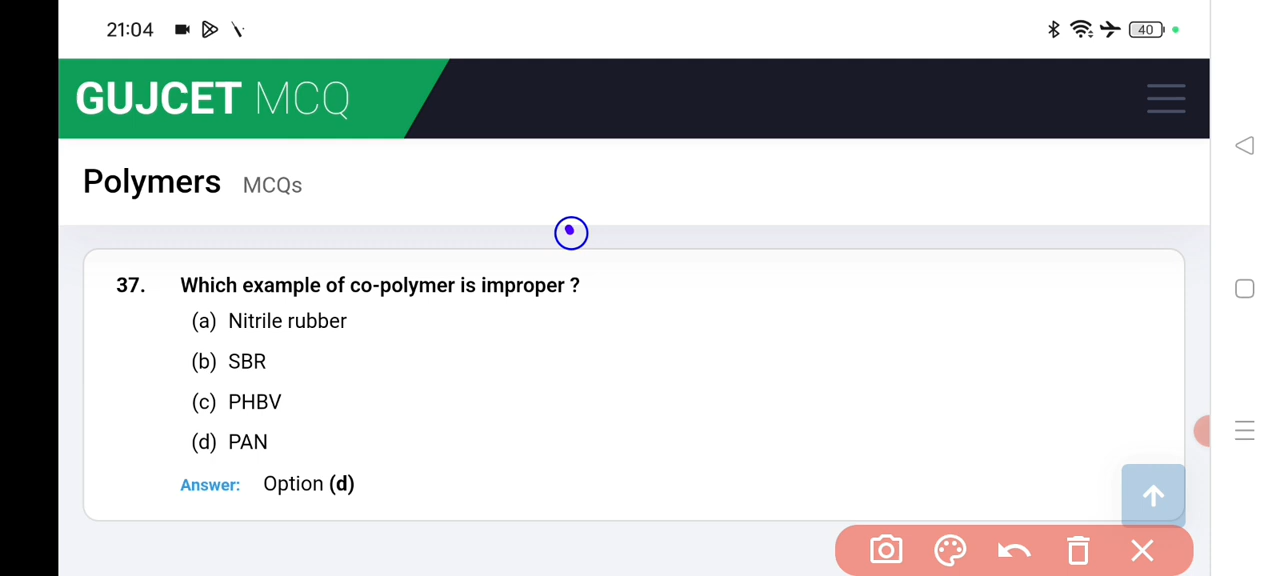 21:04
40
GUJCET MCQ
Polymers MCQs
37. Which example of co-polymer is improper ?
(a) Nitrile rubber
(b) SBR
(c) PHBV
(d) PAN
Answer: Option (d)